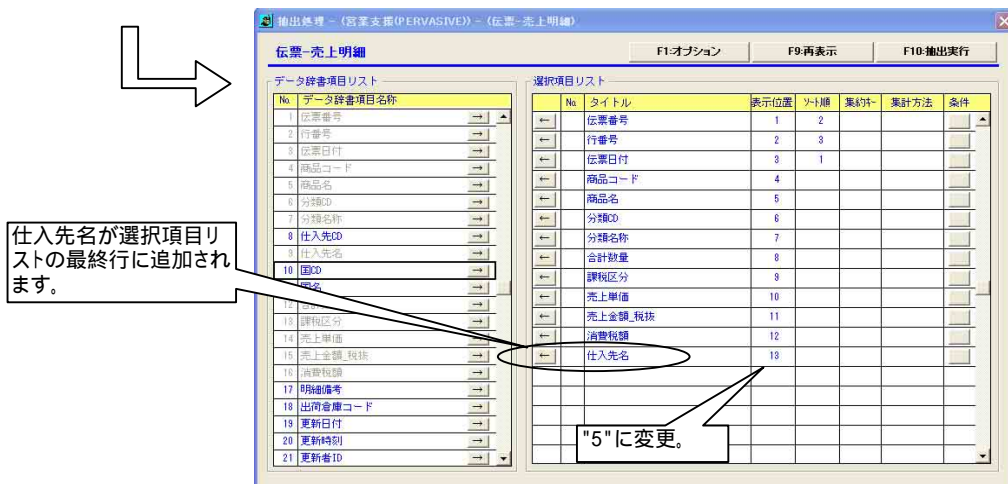 抽出処理 - (営業支援(PERVASIVE)) - (伝票-売上明細)
伝票-売上明細
F1:オプション
F9:再表示
F10:抽出実行
データ辞書項目リスト
No. データ辞書項目名称
1 伝票番号 →
2 行番号 →
3 伝票日付 →
4 商品コード →
5 商品名 →
6 分類CD →
7 分類名称 →
8 仕入先CD →
9 仕入先名 →
10 国CD →
国名 →
12 →
13 課税区分 →
14 売上単価 →
15 売上金額_税抜 →
16 消費税額 →
17 明細備考 →
18 出荷倉庫コード →
19 更新日付 →
20 更新時刻 →
21 更新者ID →
選択項目リスト
No. タイトル 表示位置 ソート順 集約キー 集計方法 条件
← 伝票番号 1 2
← 行番号 2 3
← 伝票日付 3 1
← 商品コード 4
← 商品名 5
← 分類CD 6
← 分類名称 7
← 合計数量 8
← 課税区分 9
← 売上単価 10
← 売上金額_税抜 11
← 消費税額 12
← 仕入先名 13
仕入先名が選択項目リ
ストの最終行に追加され
ます。
"5"に変更。